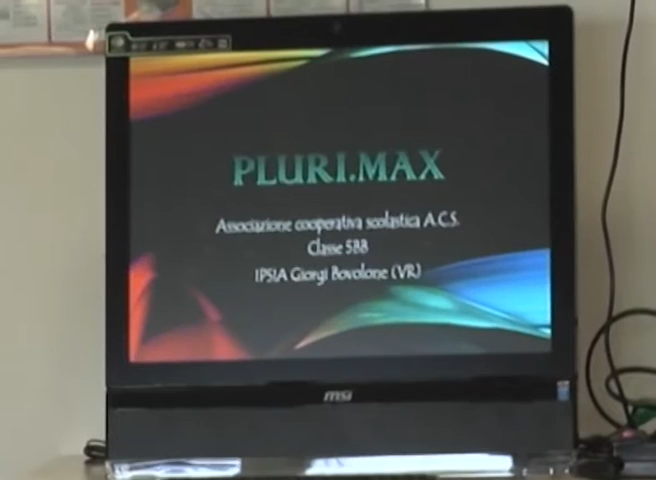 PLURI.MAX
Associazione cooperativa scolastica A.C.S.
Classe 5BB
IPSIA Giorgi Bovolone (VR)
msi